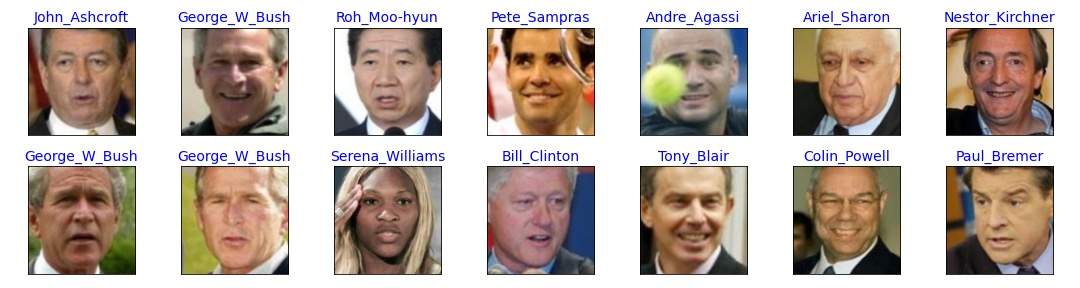 John_Ashcroft George_W_Bush Roh_Moo-hyun Pete_Sampras Andre_Agassi Ariel_Sharon Nestor_Kirchner
George_W_Bush George_W_Bush Serena_Williams Bill_Clinton Tony_Blair Colin_Powell Paul_Bremer